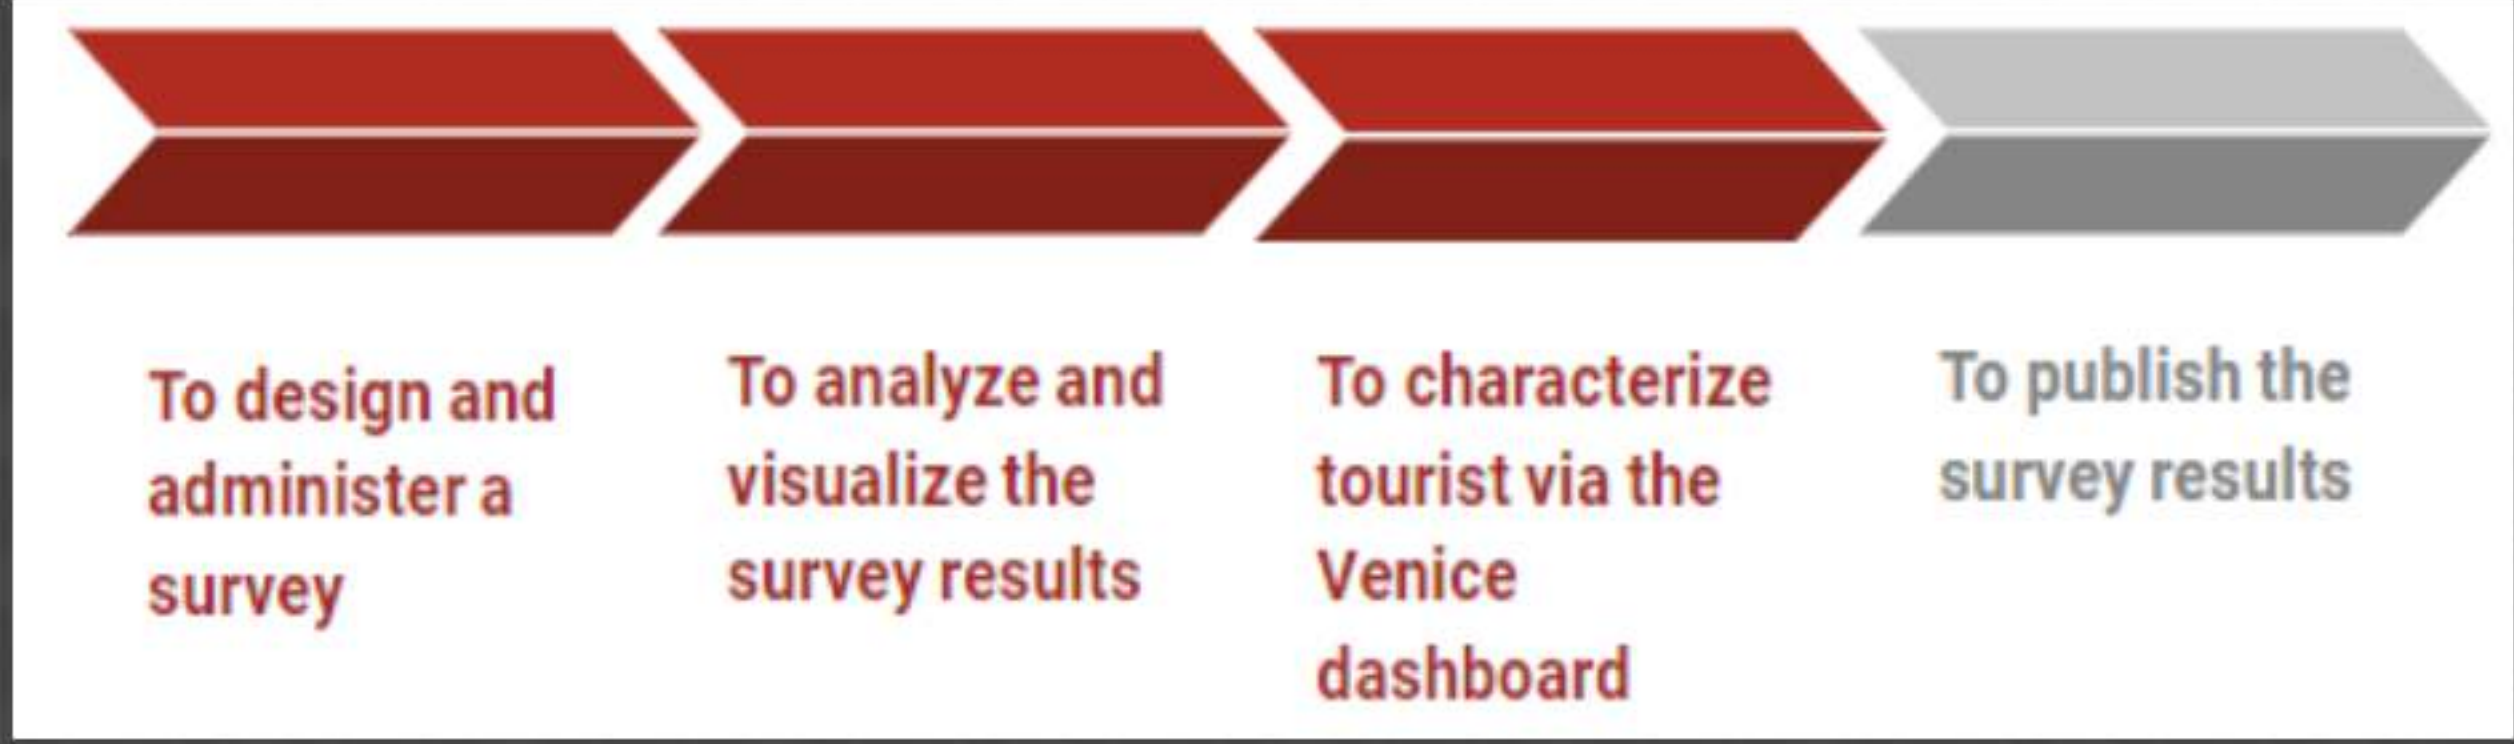 To design and
administer a
survey
To analyze and
visualize the
survey results
To characterize
tourist via the
Venice
dashboard
To publish the
survey results